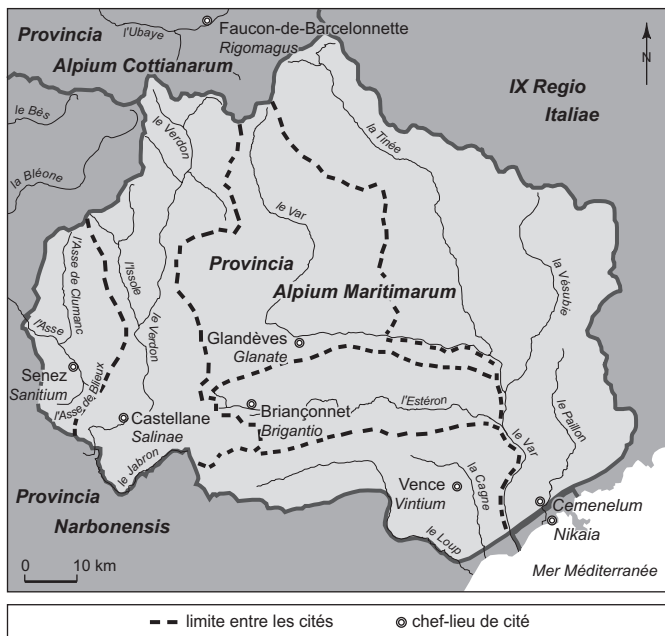 Provincia
Alpium Cottianarum
l'Ubaye
Faucon-de-Barcelonnette
Rigomagus
IX Regio
Italiae
N
le Bés
la Bléone
le Verdon
la Tinée
le Var
l'Asse de Clumanc
l'Issole
le Verdon
Provincia
Alpium Maritimarum
la Vésubie
l'Asse
Glandèves
Glanate
Senez
Sanitium
l'Asse de Blieux
Castellane
Salinae
Briançonnet
Brigantio
l'Estéron
le Var
le Paillon
le Jabron
Vence
Vintium
la Cagne
le Loup
Cemenelum
Nikaia
Provincia
Narbonensis
0 10 km
Mer Méditerranée
limite entre les cités
chef-lieu de cité